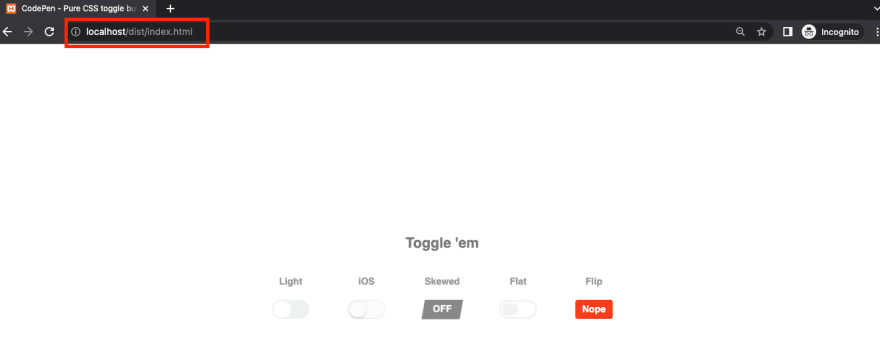 CodePen - Pure CSS toggle bu
localhost/dist/index.html
Incognito
Toggle 'em
Light iOS Skewed Flat Flip
OFF Nope